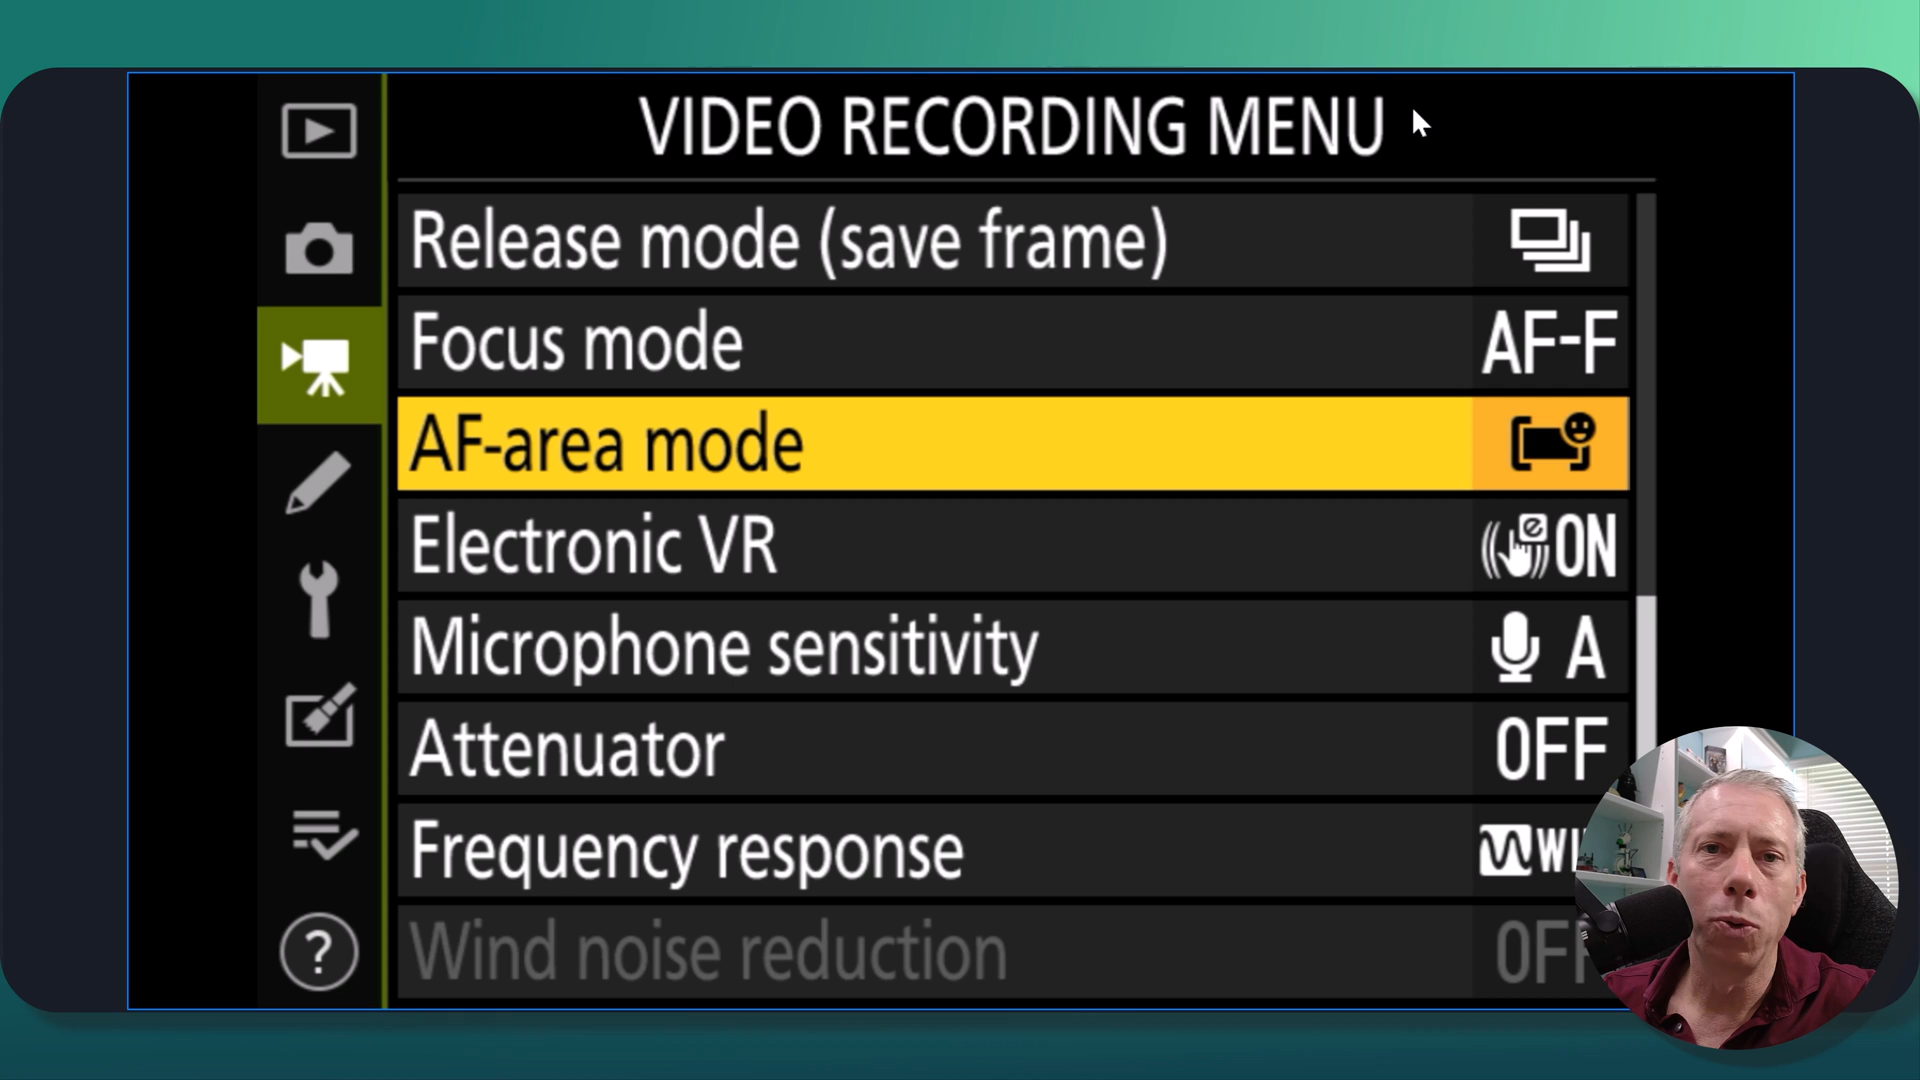 VIDEO RECORDING MENU
Release mode (save frame)
Focus mode AF-F
AF-area mode
Electronic VR ON
Microphone sensitivity A
Attenuator OFF
Frequency response
Wind noise reduction
?